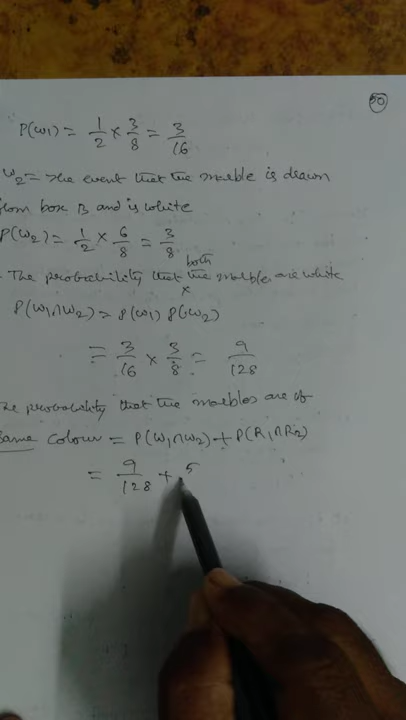 50
P(W1) = 1/2 × 3/8 = 3/16
W2 = The event that the marble is drawn
from box B and is white
P(W2) = 1/2 × 6/8 = 3/8
both
The probability that the marbles are white
×
P(W1∩W2) = P(W1) P(W2)
= 3/16 × 3/8 = 9/128
The probability that the marbles are of
same colour = P(W1∩W2) + P(R1∩R2)
= 9/128 + 5